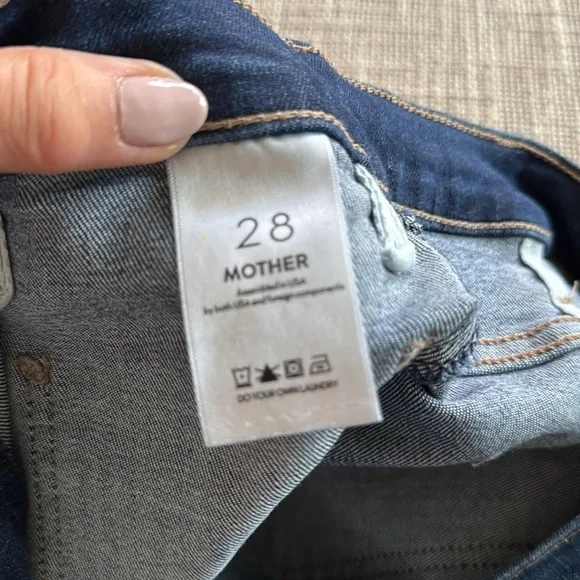 28
MOTHER
Assembled in USA
by both USA and foreign components
DO YOUR OWN LAUNDRY